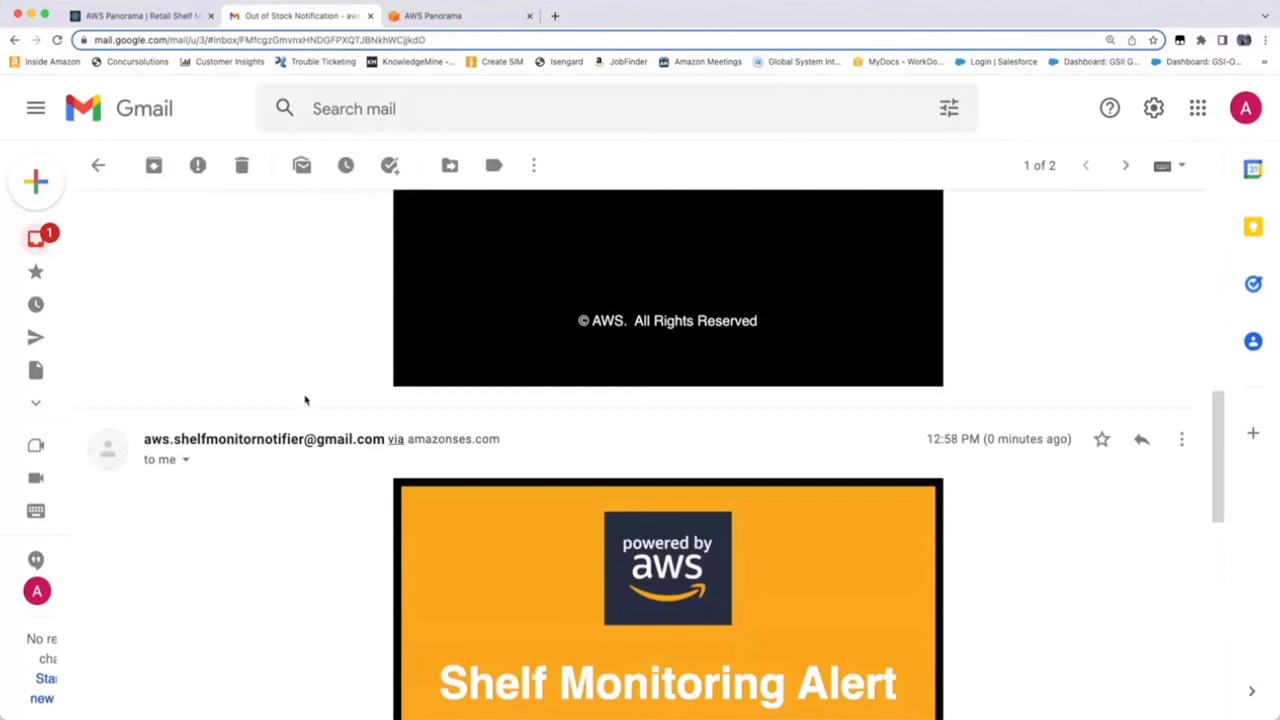 AWS Panorama | Retail Shelf M
Out of Stock Notification - aw
AWS Panorama
mail.google.com/mail/u/3/#inbox/FMfcgzGmvnxHNDGFPXQTJBNkhWCjjkdD
Inside Amazon
Concursolutions
Customer Insights
Trouble Ticketing
KnowledgeMine -...
Create SIM
Isengard
JobFinder
Amazon Meetings
Global System Int...
MyDocs - WorkDo...
Login | Salesforce
Dashboard: GSII G...
Dashboard: GSI-O...
Gmail
Search mail
A
1 of 2
31
1
© AWS. All Rights Reserved
aws.shelfmonitornotifier@gmail.com via amazonses.com
12:58 PM (0 minutes ago)
to me
powered by
aws
Shelf Monitoring Alert
A
No re
cha
Star
new